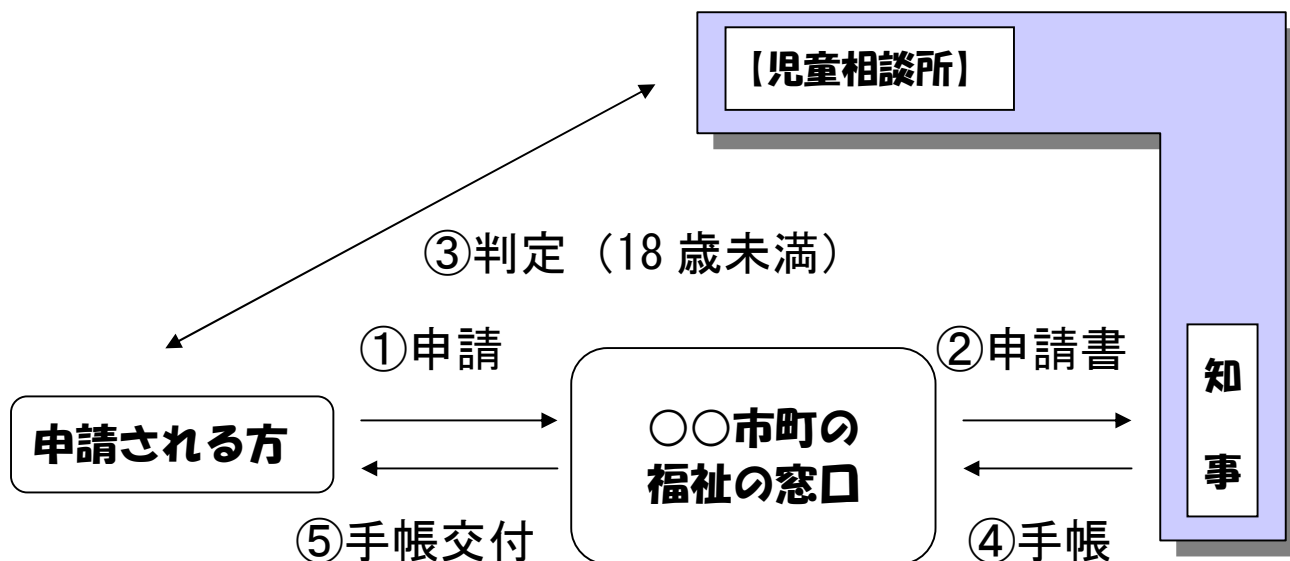 【児童相談所】
③判定（18歳未満）
①申請
②申請書
申請される方
○○市町の
福祉の窓口
知
事
⑤手帳交付
④手帳